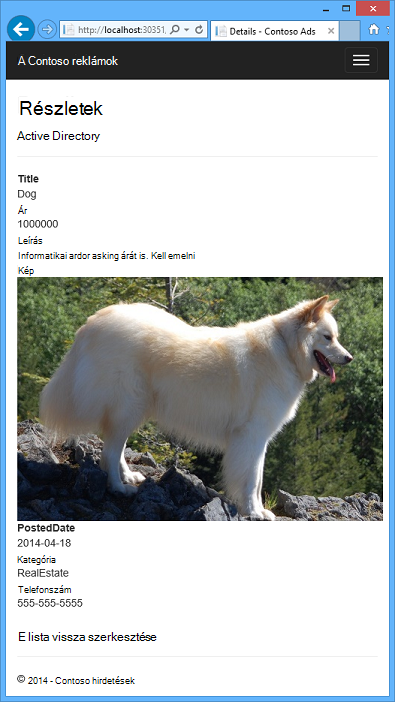 http://localhost:30351/
Details - Contoso Ads
A Contoso reklámok
Részletek
Active Directory
Title
Dog
Ár
1000000
Leírás
Informatikai ardor asking árát is. Kell emelni
Kép
PostedDate
2014-04-18
Kategória
RealEstate
Telefonszám
555-555-5555
E lista vissza szerkesztése
© 2014 - Contoso hirdetések